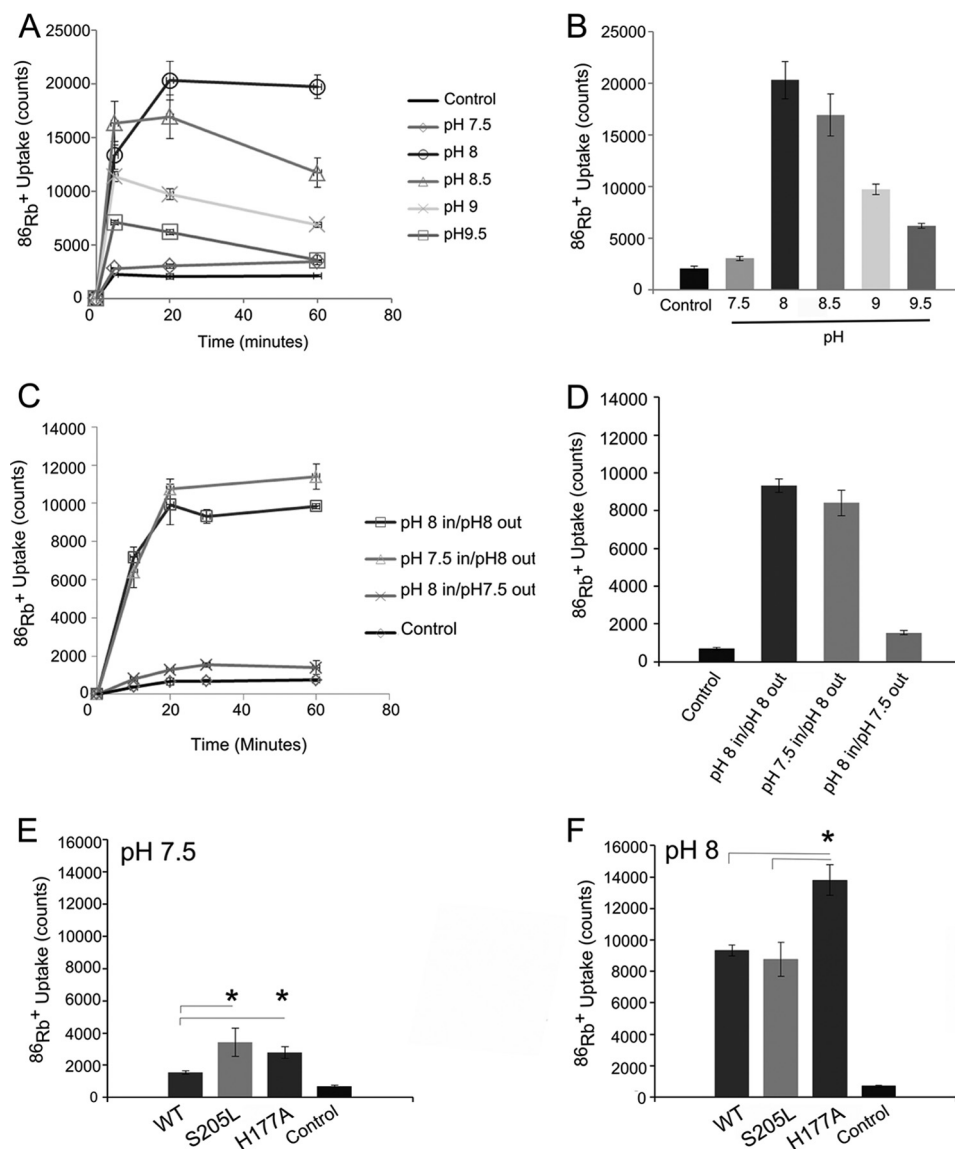 A
25000
20000
15000
10000
5000
0
86Rb+ Uptake (counts)
0 20 40 60 80
Time (minutes)
Control
pH 7.5
pH 8
pH 8.5
pH 9
pH9.5
B
25000
20000
15000
10000
5000
0
86Rb+ Uptake (counts)
Control 7.5 8 8.5 9 9.5
pH
C
14000
12000
10000
8000
6000
4000
2000
0
86Rb+ Uptake (counts)
0 20 40 60 80
Time (Minutes)
pH 8 in/pH8 out
pH 7.5 in/pH8 out
pH 8 in/pH7.5 out
Control
D
14000
12000
10000
8000
6000
4000
2000
0
86Rb+ Uptake (counts)
Control
pH 8 in/pH 8 out
pH 7.5 in/pH 8 out
pH 8 in/pH 7.5 out
E
pH 7.5
16000
14000
12000
10000
8000
6000
4000
2000
0
86Rb+ Uptake (counts)
* *
WT
S205L
H177A
Control
F
pH 8
16000
14000
12000
10000
8000
6000
4000
2000
0
86Rb+ Uptake (counts)
*
WT
S205L
H177A
Control